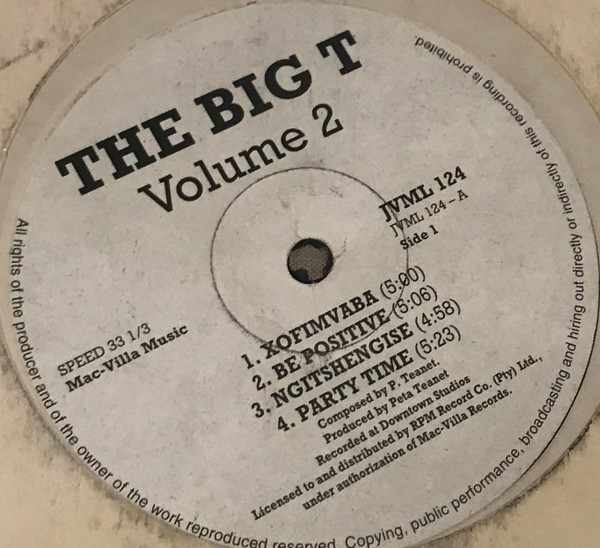 THE BIG T
Volume 2
JVML 124
JVML 124 – A
Side 1
SPEED 33 1/3
Mac-Villa Music
1. XOFIMVABA (5:00)
2. BE POSITIVE (5:06)
3. NGITSHENGISE (4:58)
4. PARTY TIME (5:23)
Composed by P. Teanet.
Produced by Peta Teanet
Recorded at Downtown Studios
Licensed to and distributed by RPM Record Co. (Pty) Ltd.,
under authorization of Mac-Villa Records.
All rights of the producer and of the owner of the work reproduced reserved. Copying, public performance, broadcasting and hiring out directly or indirectly of this recording is prohibited.